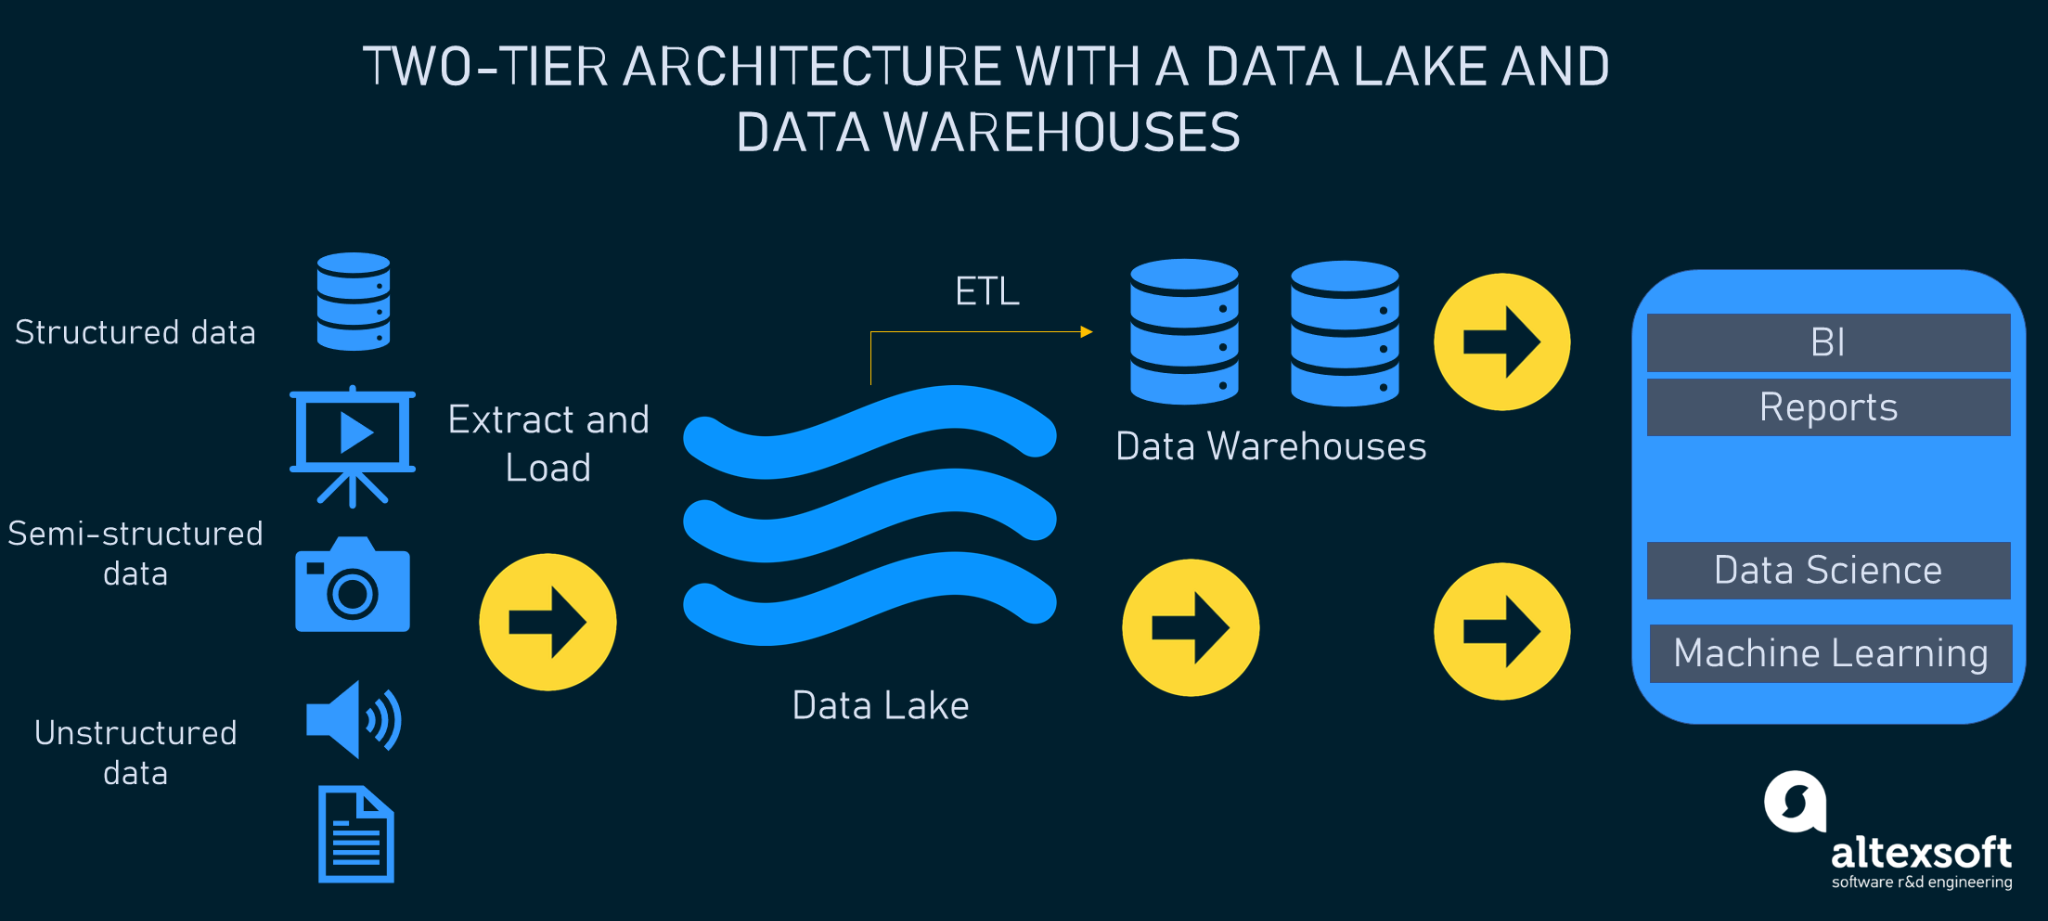 TWO-TIER ARCHITECTURE WITH A DATA LAKE AND
DATA WAREHOUSES
Structured data
Semi-structured
data
Unstructured
data
Extract and
Load
Data Lake
ETL
Data Warehouses
BI
Reports
Data Science
Machine Learning
altexsoft
software r&d engineering